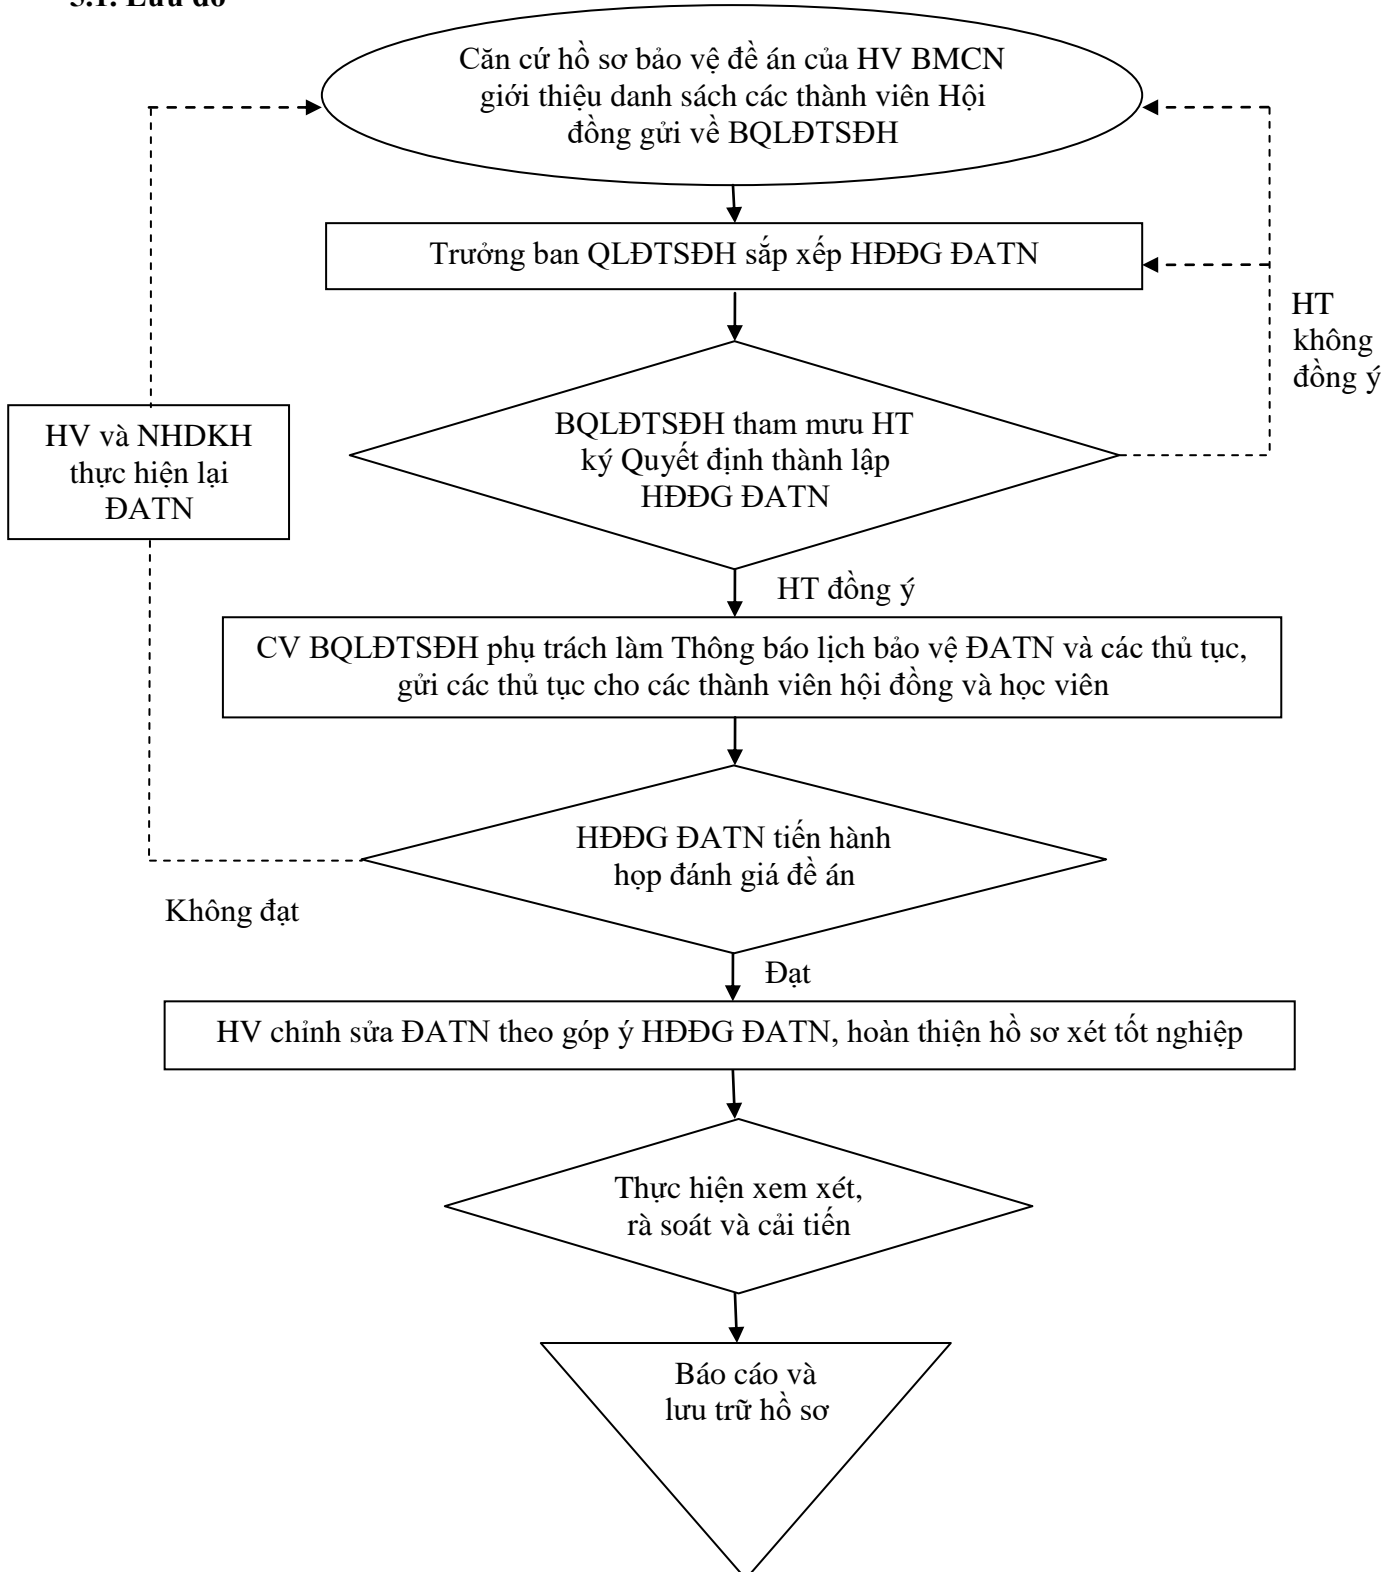 5.1. Lưu đồ
Căn cứ hồ sơ bảo vệ đề án của HV BMCN
giới thiệu danh sách các thành viên Hội
đồng gửi về BQLĐTSĐH
Trưởng ban QLĐTSĐH sắp xếp HĐĐG ĐATN
HT
không
đồng ý
BQLĐTSĐH tham mưu HT
ký Quyết định thành lập
HĐĐG ĐATN
HV và NHDKH
thực hiện lại
ĐATN
HT đồng ý
CV BQLĐTSĐH phụ trách làm Thông báo lịch bảo vệ ĐATN và các thủ tục,
gửi các thủ tục cho các thành viên hội đồng và học viên
HĐĐG ĐATN tiến hành
họp đánh giá đề án
Không đạt
Đạt
HV chỉnh sửa ĐATN theo góp ý HĐĐG ĐATN, hoàn thiện hồ sơ xét tốt nghiệp
Thực hiện xem xét,
rà soát và cải tiến
Báo cáo và
lưu trữ hồ sơ